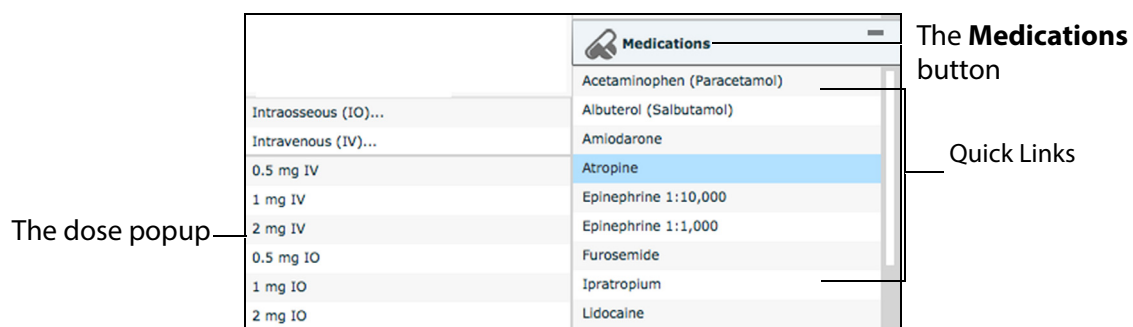 Medications
The Medications
button
Acetaminophen (Paracetamol)
Albuterol (Salbutamol)
Amiodarone
Atropine
Epinephrine 1:10,000
Epinephrine 1:1,000
Furosemide
Ipratropium
Lidocaine
Quick Links
Intraosseous (IO)...
Intravenous (IV)...
0.5 mg IV
1 mg IV
2 mg IV
0.5 mg IO
1 mg IO
2 mg IO
The dose popup